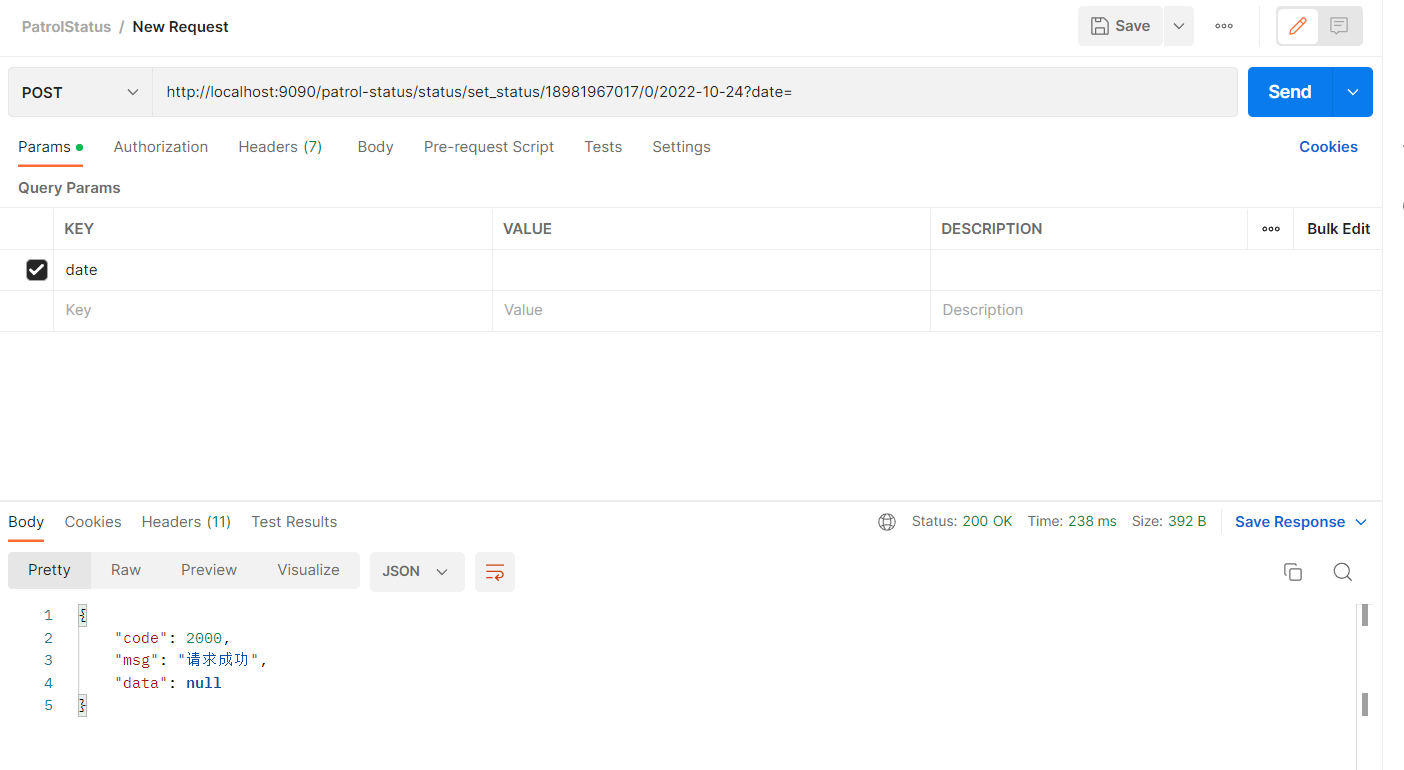 PatrolStatus / New Request
Save
POST
http://localhost:9090/patrol-status/status/set_status/18981967017/0/2022-10-24?date=
Send
Params
Authorization
Headers (7)
Body
Pre-request Script
Tests
Settings
Cookies
Query Params
KEY VALUE DESCRIPTION Bulk Edit
date
Key Value Description
Body Cookies Headers (11) Test Results Status: 200 OK Time: 238 ms Size: 392 B Save Response
Pretty Raw Preview Visualize JSON
1 {
2 "code": 2000,
3 "msg": "请求成功",
4 "data": null
5 }